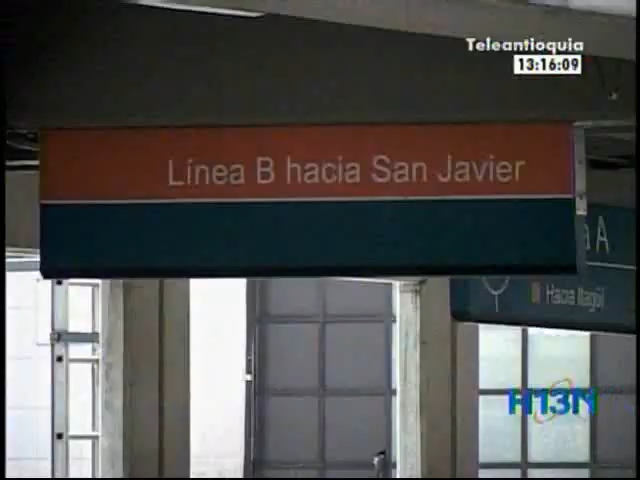 Teleantioquia
13:16:09
Línea B hacia San Javier
a A
Hacia Itagüí
H13N